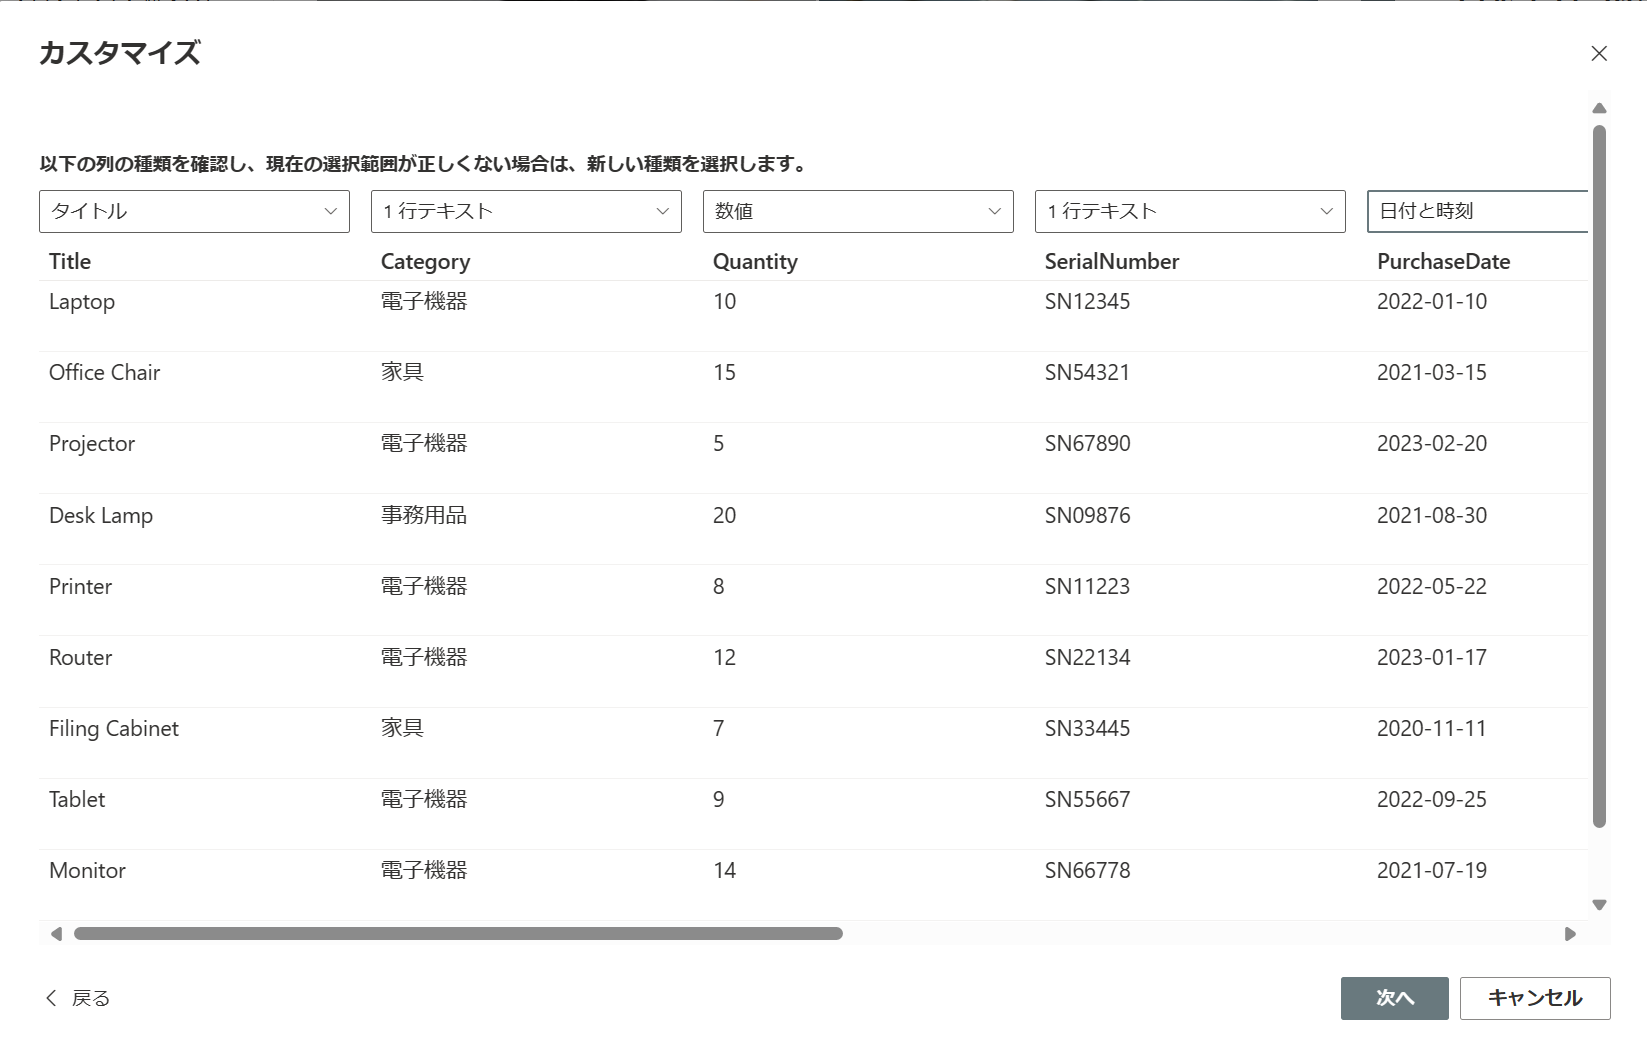 カスタマイズ
以下の列の種類を確認し、現在の選択範囲が正しくない場合は、新しい種類を選択します。
タイトル 1 行テキスト 数値 1 行テキスト 日付と時刻
Title Category Quantity SerialNumber PurchaseDate
Laptop 電子機器 10 SN12345 2022-01-10
Office Chair 家具 15 SN54321 2021-03-15
Projector 電子機器 5 SN67890 2023-02-20
Desk Lamp 事務用品 20 SN09876 2021-08-30
Printer 電子機器 8 SN11223 2022-05-22
Router 電子機器 12 SN22134 2023-01-17
Filing Cabinet 家具 7 SN33445 2020-11-11
Tablet 電子機器 9 SN55667 2022-09-25
Monitor 電子機器 14 SN66778 2021-07-19
戻る 次へ キャンセル